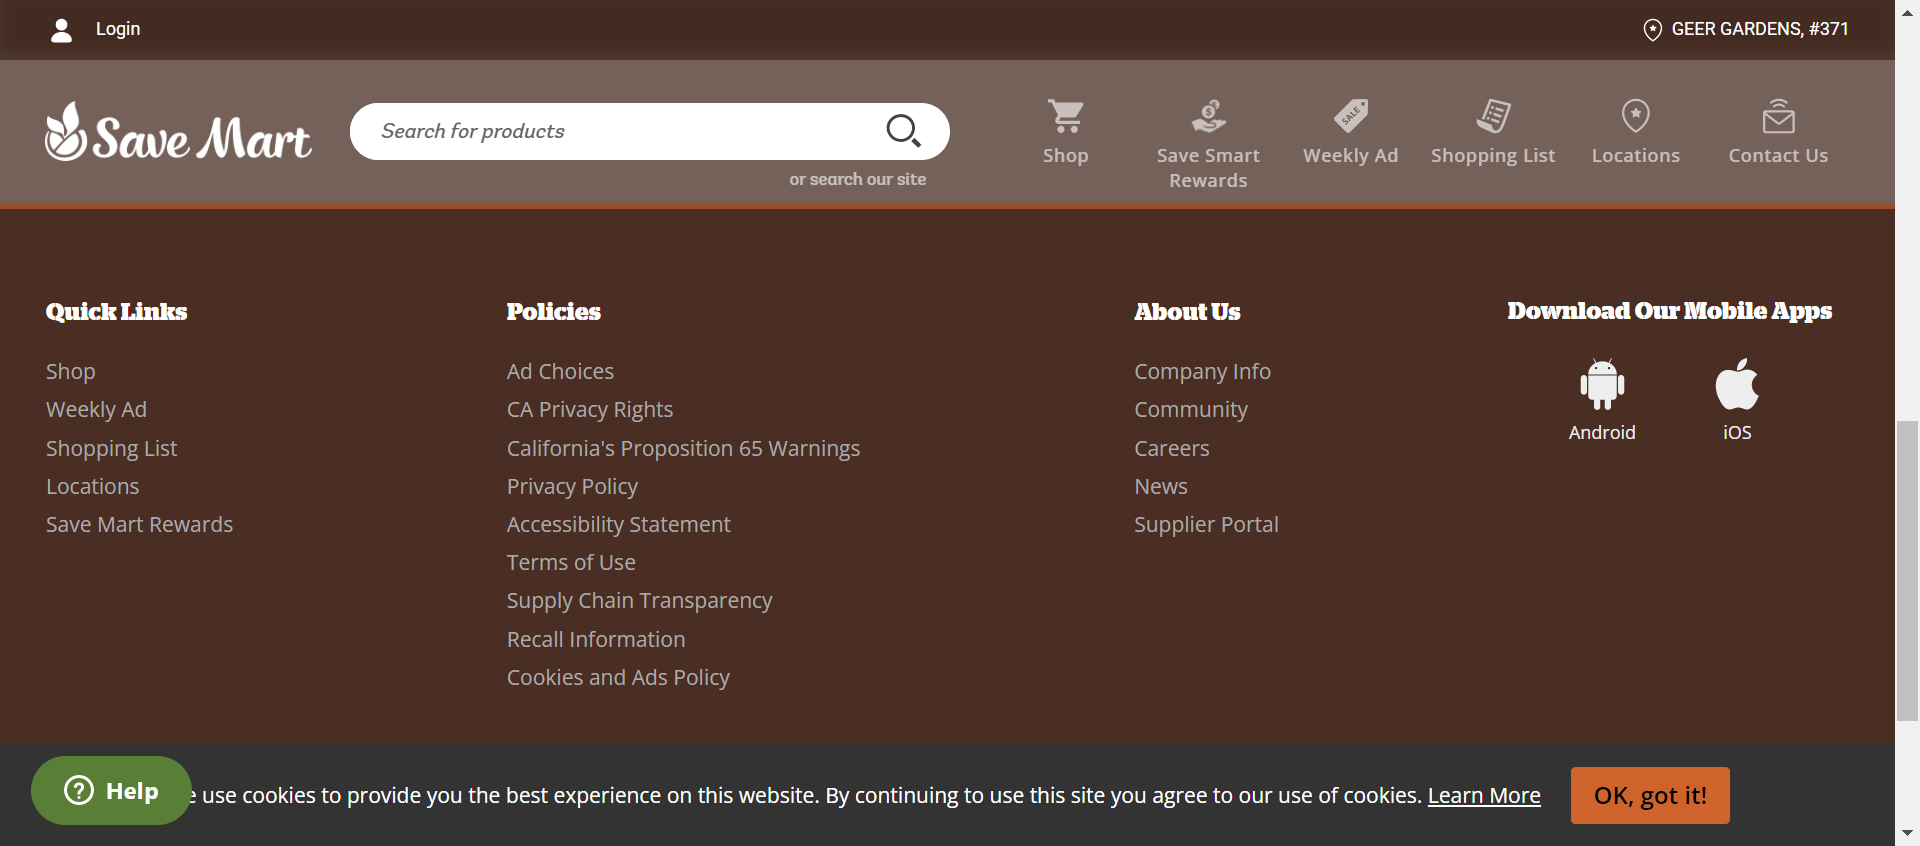 Login
GEER GARDENS, #371
Save Mart
Search for products
or search our site
Shop
Save Smart
Rewards
SALE
Weekly Ad
Shopping List
Locations
Contact Us
Quick Links
Shop
Weekly Ad
Shopping List
Locations
Save Mart Rewards
Policies
Ad Choices
CA Privacy Rights
California's Proposition 65 Warnings
Privacy Policy
Accessibility Statement
Terms of Use
Supply Chain Transparency
Recall Information
Cookies and Ads Policy
About Us
Company Info
Community
Careers
News
Supplier Portal
Download Our Mobile Apps
Android
iOS
Help
use cookies to provide you the best experience on this website. By continuing to use this site you agree to our use of cookies. Learn More
OK, got it!